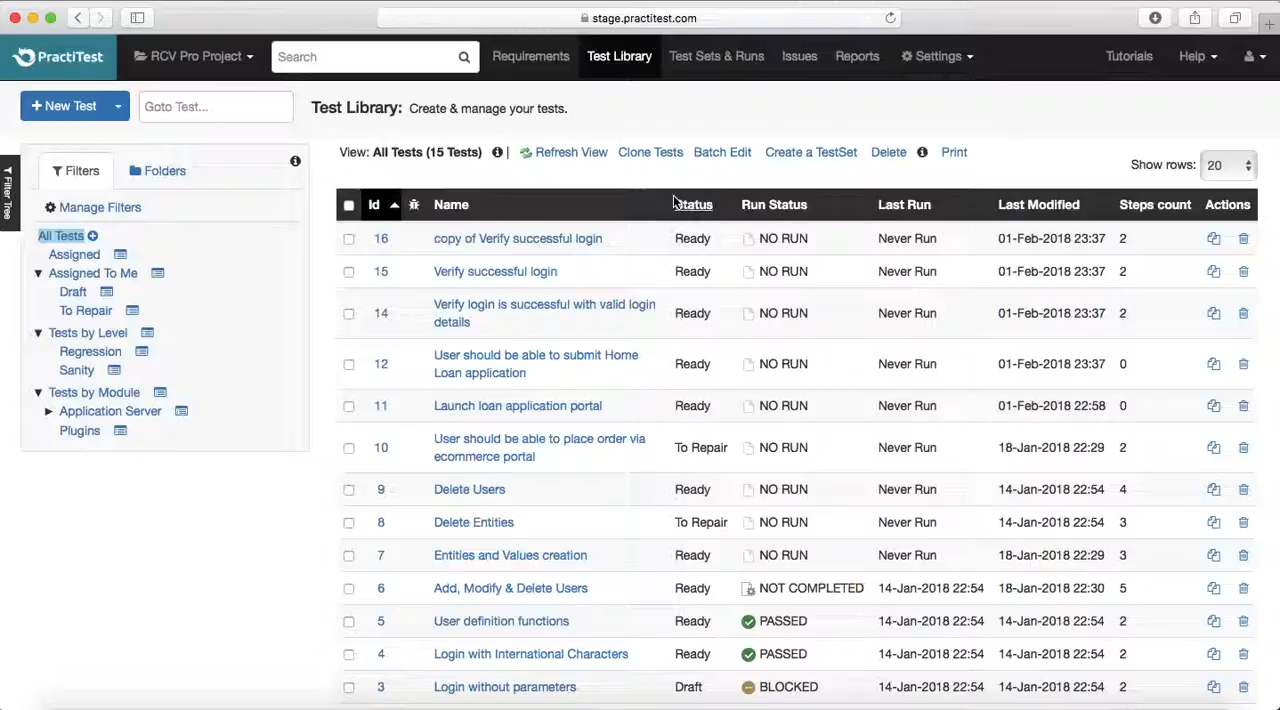 stage.practitest.com
PractiTest
RCV Pro Project
Search
Requirements
Test Library
Test Sets & Runs
Issues
Reports
Settings
Tutorials
Help
+ New Test
Goto Test...
Test Library: Create & manage your tests.
Filter Tree
Filters
Folders
Manage Filters
All Tests
Assigned
Assigned To Me
Draft
To Repair
Tests by Level
Regression
Sanity
Tests by Module
Application Server
Plugins
View: All Tests (15 Tests) | Refresh View Clone Tests Batch Edit Create a TestSet Delete Print
Show rows: 20
Id Name Status Run Status Last Run Last Modified Steps count Actions
16 copy of Verify successful login Ready NO RUN Never Run 01-Feb-2018 23:37 2
15 Verify successful login Ready NO RUN Never Run 01-Feb-2018 23:37 2
14 Verify login is successful with valid login
details Ready NO RUN Never Run 01-Feb-2018 23:37 2
12 User should be able to submit Home
Loan application Ready NO RUN Never Run 01-Feb-2018 23:37 0
11 Launch loan application portal Ready NO RUN Never Run 01-Feb-2018 22:58 0
10 User should be able to place order via
ecommerce portal To Repair NO RUN Never Run 18-Jan-2018 22:29 2
9 Delete Users Ready NO RUN Never Run 14-Jan-2018 22:54 4
8 Delete Entities To Repair NO RUN Never Run 14-Jan-2018 22:54 3
7 Entities and Values creation Ready NO RUN Never Run 18-Jan-2018 22:29 3
6 Add, Modify & Delete Users Ready NOT COMPLETED 14-Jan-2018 22:54 18-Jan-2018 22:30 5
5 User definition functions Ready PASSED 14-Jan-2018 22:54 14-Jan-2018 22:54 2
4 Login with International Characters Ready PASSED 14-Jan-2018 22:54 14-Jan-2018 22:54 2
3 Login without parameters Draft BLOCKED 14-Jan-2018 22:54 14-Jan-2018 22:54 2